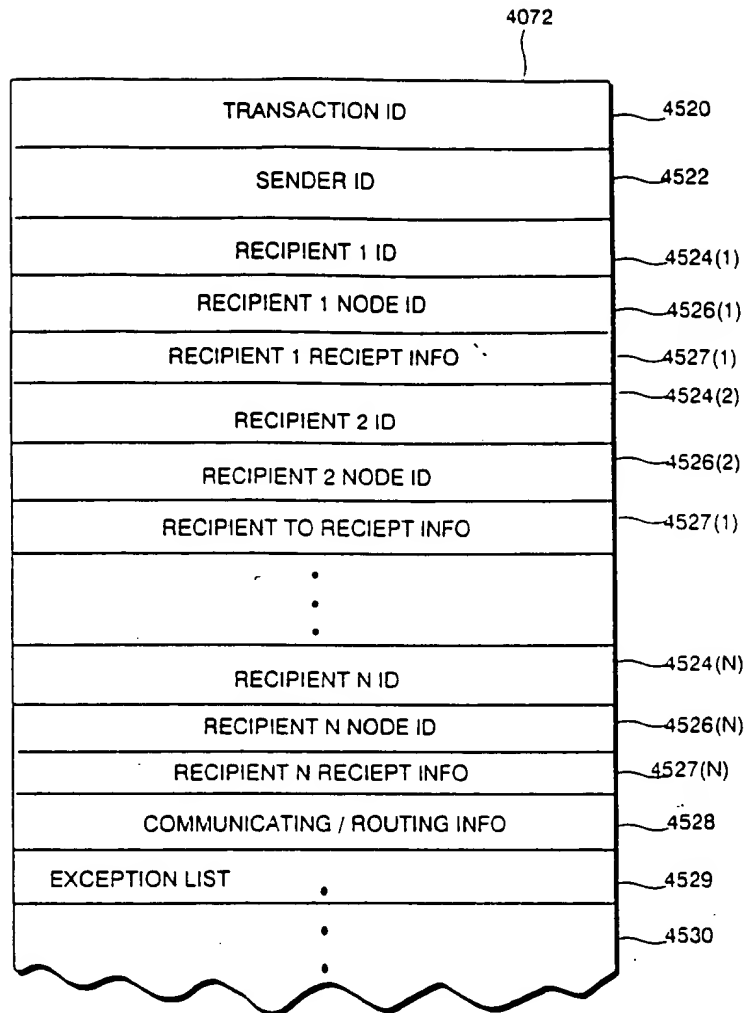 4072
TRANSACTION ID 4520
SENDER ID 4522
RECIPIENT 1 ID 4524(1)
RECIPIENT 1 NODE ID 4526(1)
RECIPIENT 1 RECIEPT INFO 4527(1)
4524(2)
RECIPIENT 2 ID
RECIPIENT 2 NODE ID 4526(2)
RECIPIENT TO RECIEPT INFO 4527(1)
RECIPIENT N ID 4524(N)
RECIPIENT N NODE ID 4526(N)
RECIPIENT N RECIEPT INFO 4527(N)
COMMUNICATING / ROUTING INFO 4528
EXCEPTION LIST 4529
4530